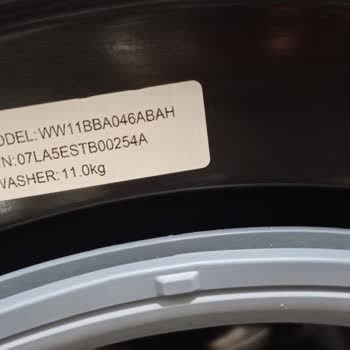 ODEL:WW11BBA046ABAH
/N:07LA5ESTB00254A
WASHER:11.0kg